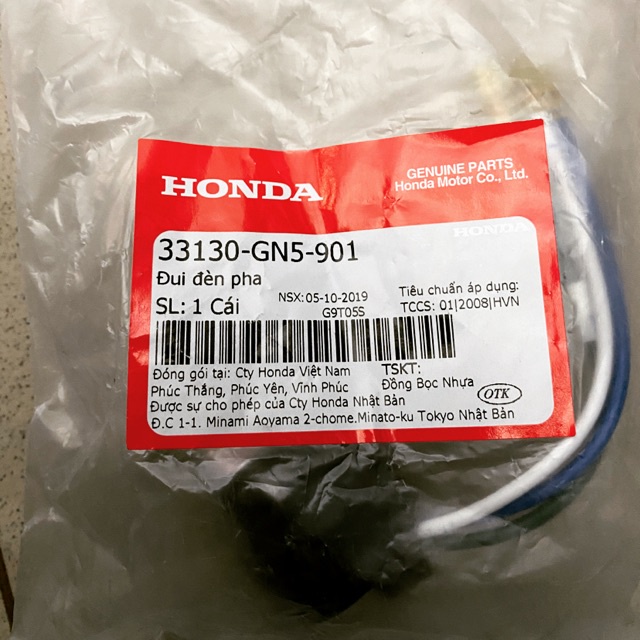 HONDA
GENUINE PARTS
Honda Motor Co., Ltd.
HONDA
33130-GN5-901
Đui đèn pha
SL: 1 Cái
NSX: 05-10-2019
G9T05S
Tiêu chuẩn áp dụng:
TCCS: 01|2008|HVN
Đóng gói tại: Cty Honda Việt Nam
Phúc Thắng, Phúc Yên, Vĩnh Phúc
TSKT:
Đồng Bọc Nhựa
Được sự cho phép của Cty Honda Nhật Bản
OTK
Đ.C 1-1. Minami Aoyama 2-chome.Minato-ku Tokyo Nhật Bản